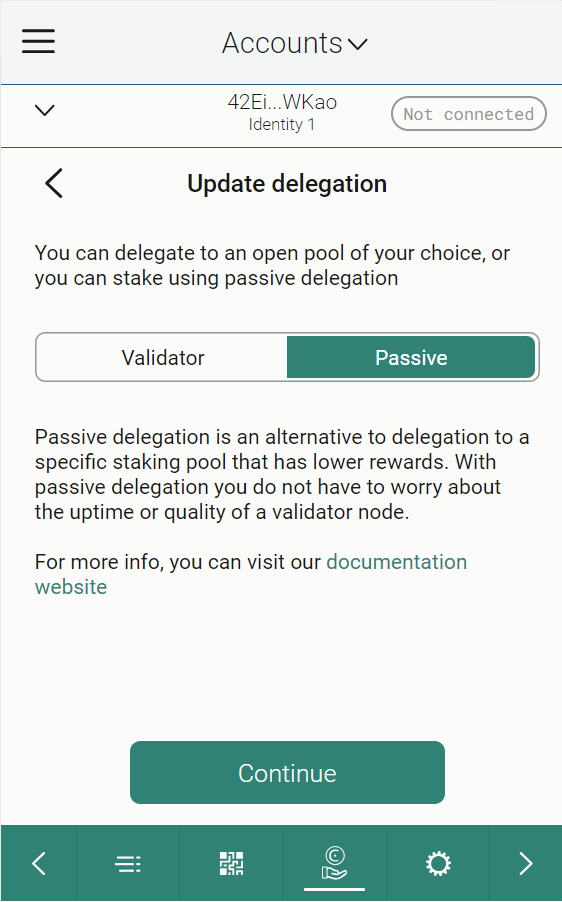 Accounts
42Ei...WKao
Identity 1
Not connected
Update delegation
You can delegate to an open pool of your choice, or
you can stake using passive delegation
Validator
Passive
Passive delegation is an alternative to delegation to a
specific staking pool that has lower rewards. With
passive delegation you do not have to worry about
the uptime or quality of a validator node.
For more info, you can visit our documentation
website
Continue